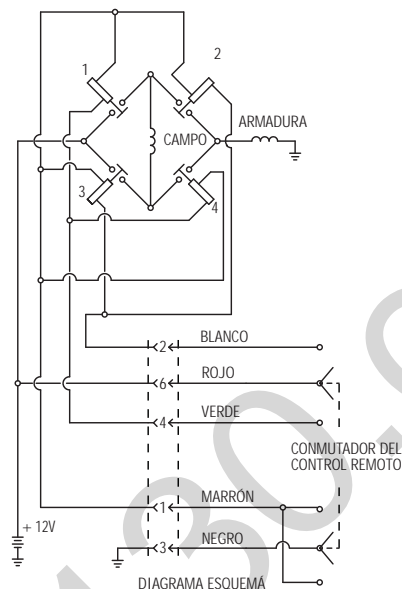 1
2
ARMADURA
CAMPO
3
4
2 BLANCO
6 ROJO
4 VERDE
CONMUTADOR DEL
CONTROL REMOTO
1 MARRÓN
+ 12V
3 NEGRO
DIAGRAMA ESQUEMÁ